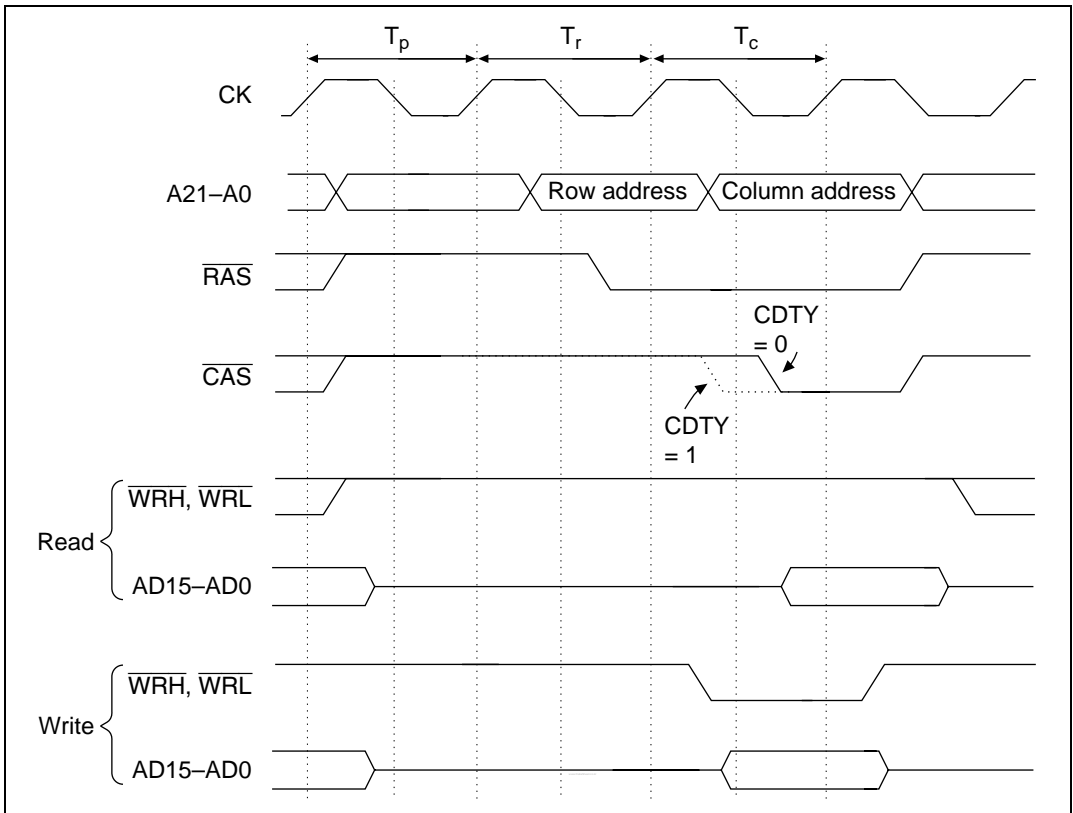 Tp Tr Tc
CK
A21–A0 Row address Column address
RAS
CDTY
= 0
CAS
CDTY
= 1
WRH, WRL
Read
AD15–AD0
WRH, WRL
Write
AD15–AD0